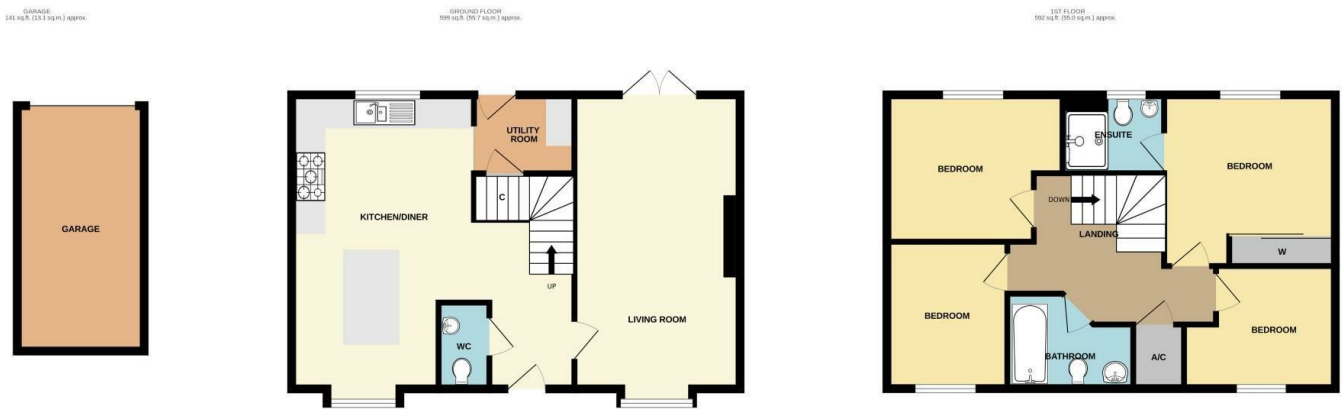 GARAGE
141 sq.ft. (13.1 sq.m.) approx.
GROUND FLOOR
599 sq.ft. (55.7 sq.m.) approx.
1ST FLOOR
592 sq.ft. (55.0 sq.m.) approx.
GARAGE
UTILITY
ROOM
C
KITCHEN/DINER
UP
WC
LIVING ROOM
BEDROOM
ENSUITE
BEDROOM
DOWN
LANDING
W
BEDROOM
BATHROOM
A/C
BEDROOM